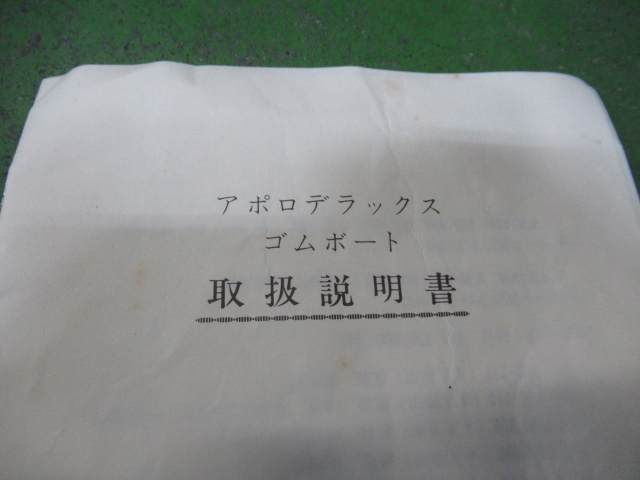 アポロデラックス
ゴムボート
取扱説明書